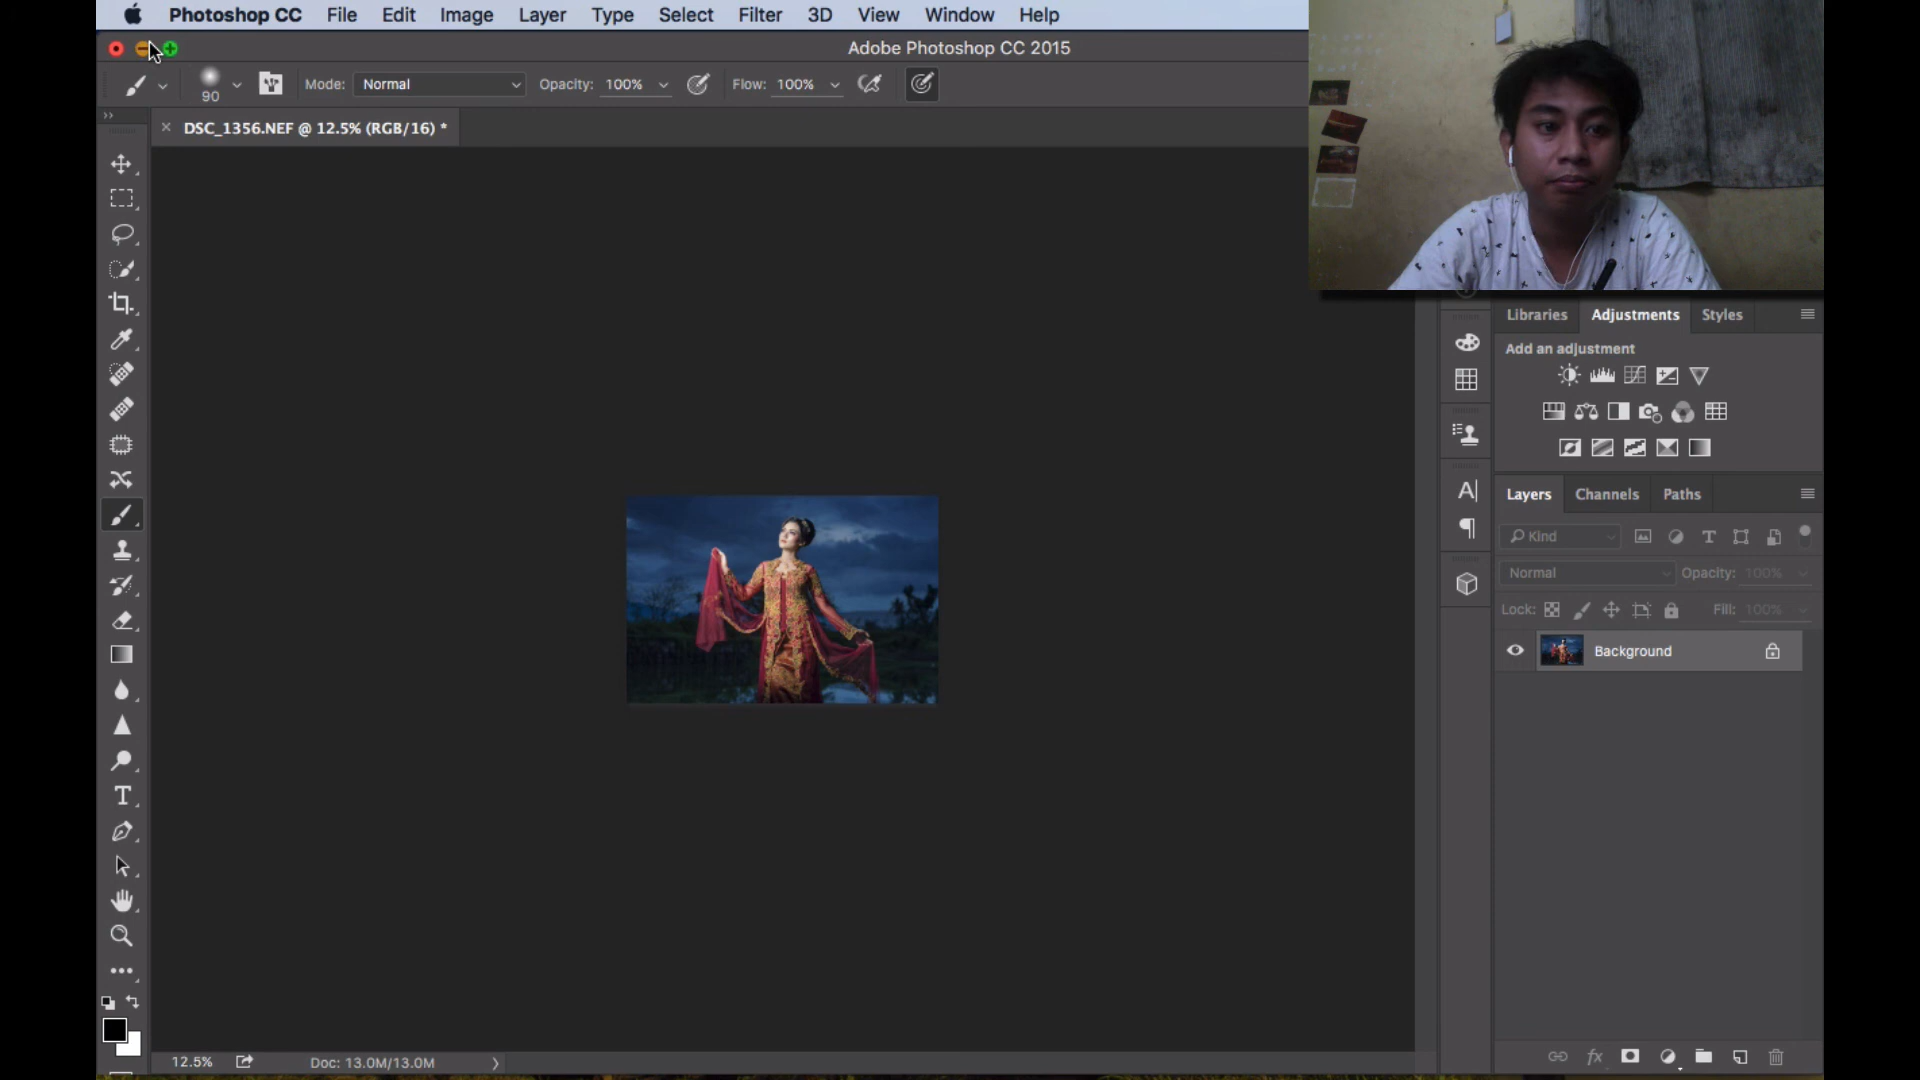 Photoshop CC File Edit Image Layer Type Select Filter 3D View Window Help
Adobe Photoshop CC 2015
90 Mode: Normal Opacity: 100% Flow: 100%
DSC_1356.NEF @ 12.5% (RGB/16) *
Libraries Adjustments Styles
Add an adjustment
Layers Channels Paths
Kind
Normal Opacity: 100%
Lock: Fill: 100%
Background
12.5% Doc: 13.0M/13.0M